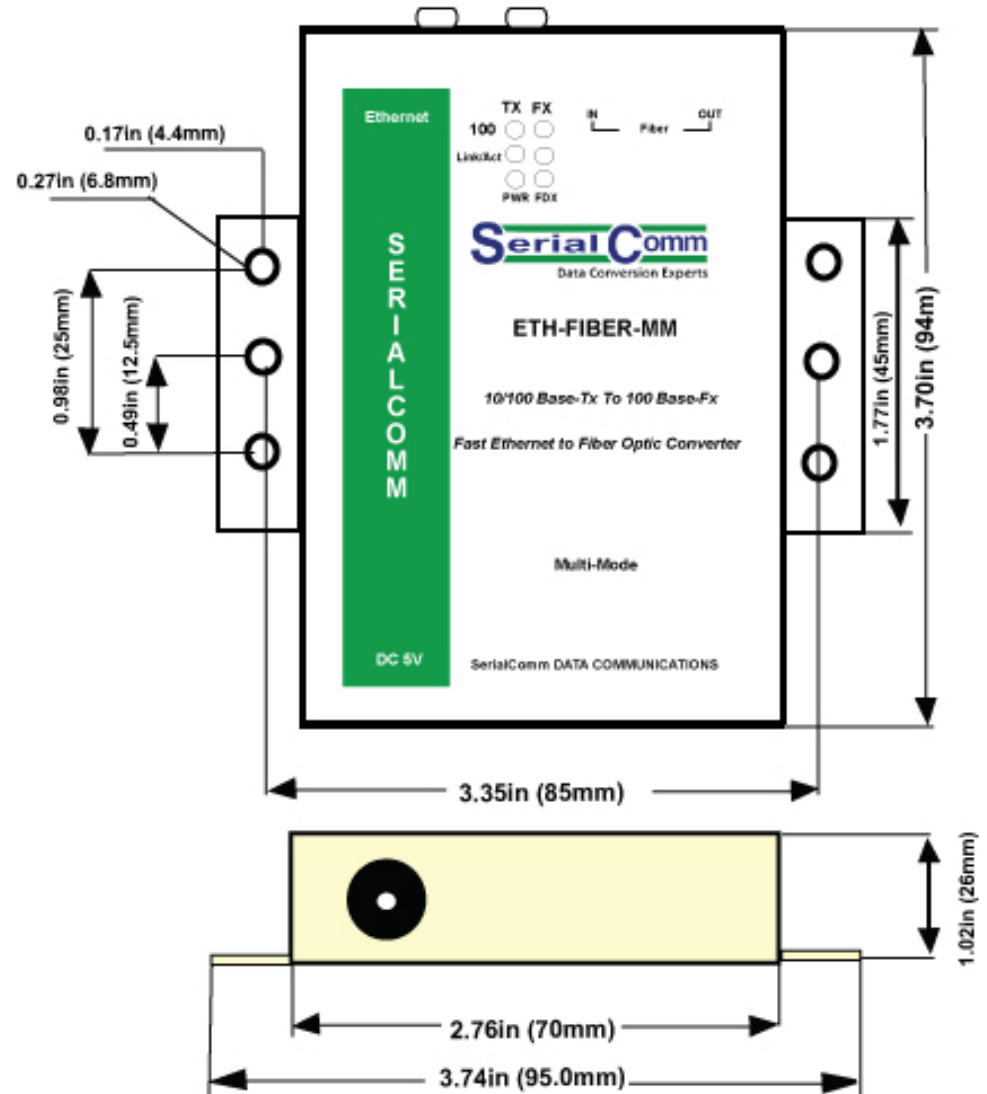 Ethernet
TX FX
100
Link/Act
PWR FDX
IN Fiber OUT
0.17in (4.4mm)
0.27in (6.8mm)
0.98in (25mm)
0.49in (12.5mm)
SERIALCOMM
Serial Comm
Data Conversion Experts
ETH-FIBER-MM
10/100 Base-Tx To 100 Base-Fx
Fast Ethernet to Fiber Optic Converter
Multi-Mode
DC 5V
SerialComm DATA COMMUNICATIONS
1.77in (45mm)
3.70in (94m)
3.35in (85mm)
1.02in (26mm)
2.76in (70mm)
3.74in (95.0mm)